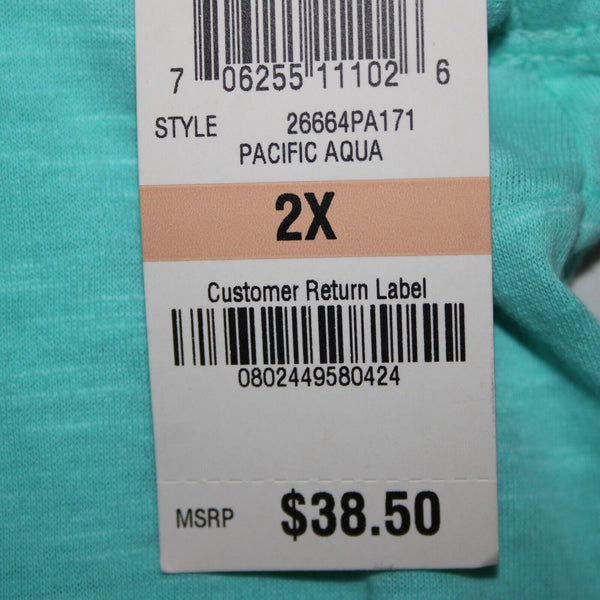 7 06255 11102 6
STYLE 26664PA171
PACIFIC AQUA
2X
Customer Return Label
0802449580424
MSRP $38.50